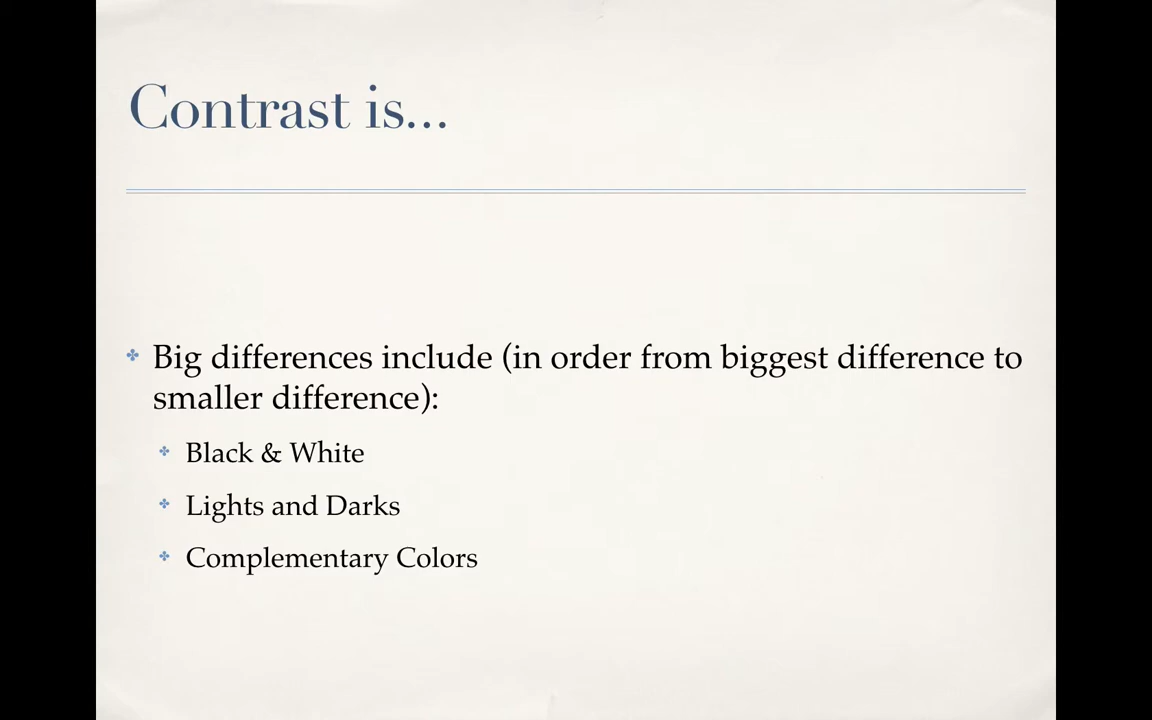 Contrast is...
Big differences include (in order from biggest difference to
smaller difference):
Black & White
Lights and Darks
Complementary Colors